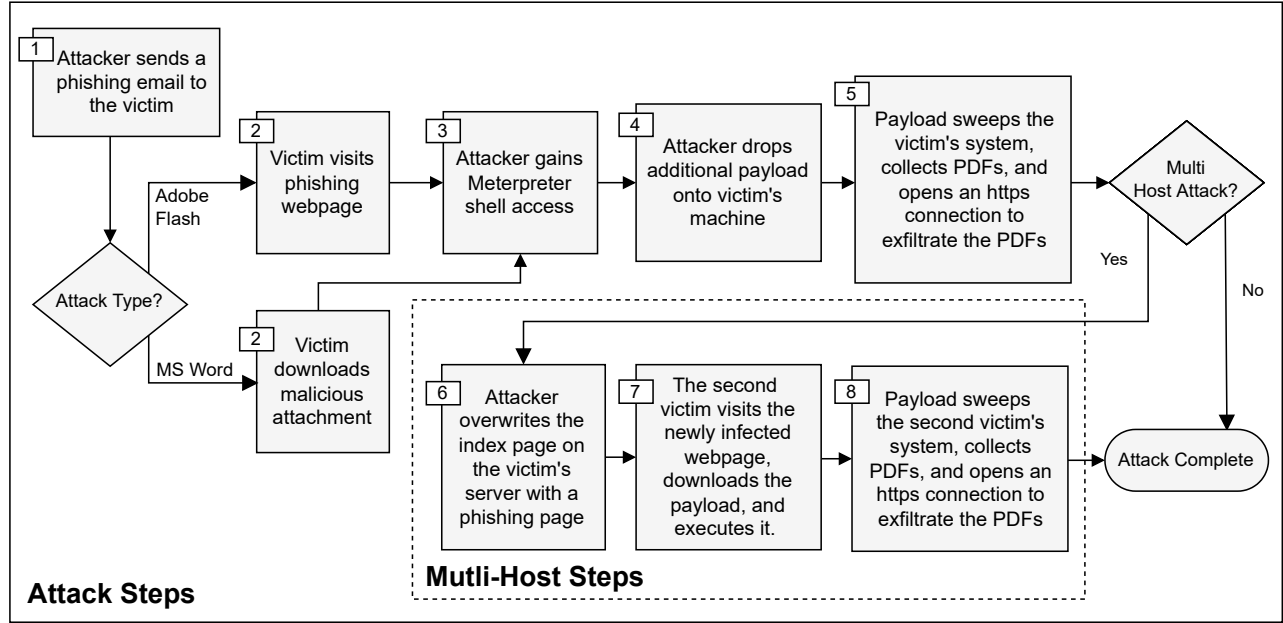 1
Attacker sends a
phishing email to
the victim
Attack Type?
Adobe
Flash
MS Word
2
Victim visits
phishing
webpage
2
Victim
downloads
malicious
attachment
3
Attacker gains
Meterpreter
shell access
4
Attacker drops
additional payload
onto victim's
machine
5
Payload sweeps the
victim's system,
collects PDFs, and
opens an https
connection to
exfiltrate the PDFs
Multi
Host Attack?
Yes
No
6
Attacker
overwrites the
index page on
the victim's
server with a
phishing page
7
The second
victim visits the
newly infected
webpage,
downloads the
payload, and
executes it.
8
Payload sweeps
the second victim's
system, collects
PDFs, and opens an
https connection to
exfiltrate the PDFs
Attack Complete
Mutli-Host Steps
Attack Steps